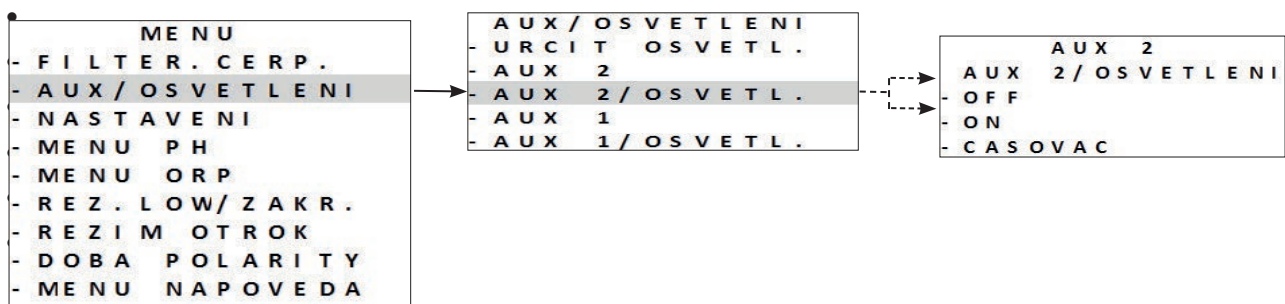 MENU
- FILTER.CERP.
- AUX/OSVETLENI
- NASTAVENI
- MENU PH
- MENU ORP
- REZ.LOW/ZAKR.
- REZIM OTROK
- DOBA POLARITY
- MENU NAPOVEDA
AUX/OSVETLENI
- URCIT OSVETL.
- AUX 2
- AUX 2/OSVETL.
- AUX 1
- AUX 1/OSVETL.
AUX 2
AUX 2/OSVETLENI
- OFF
- ON
- CASOVAC